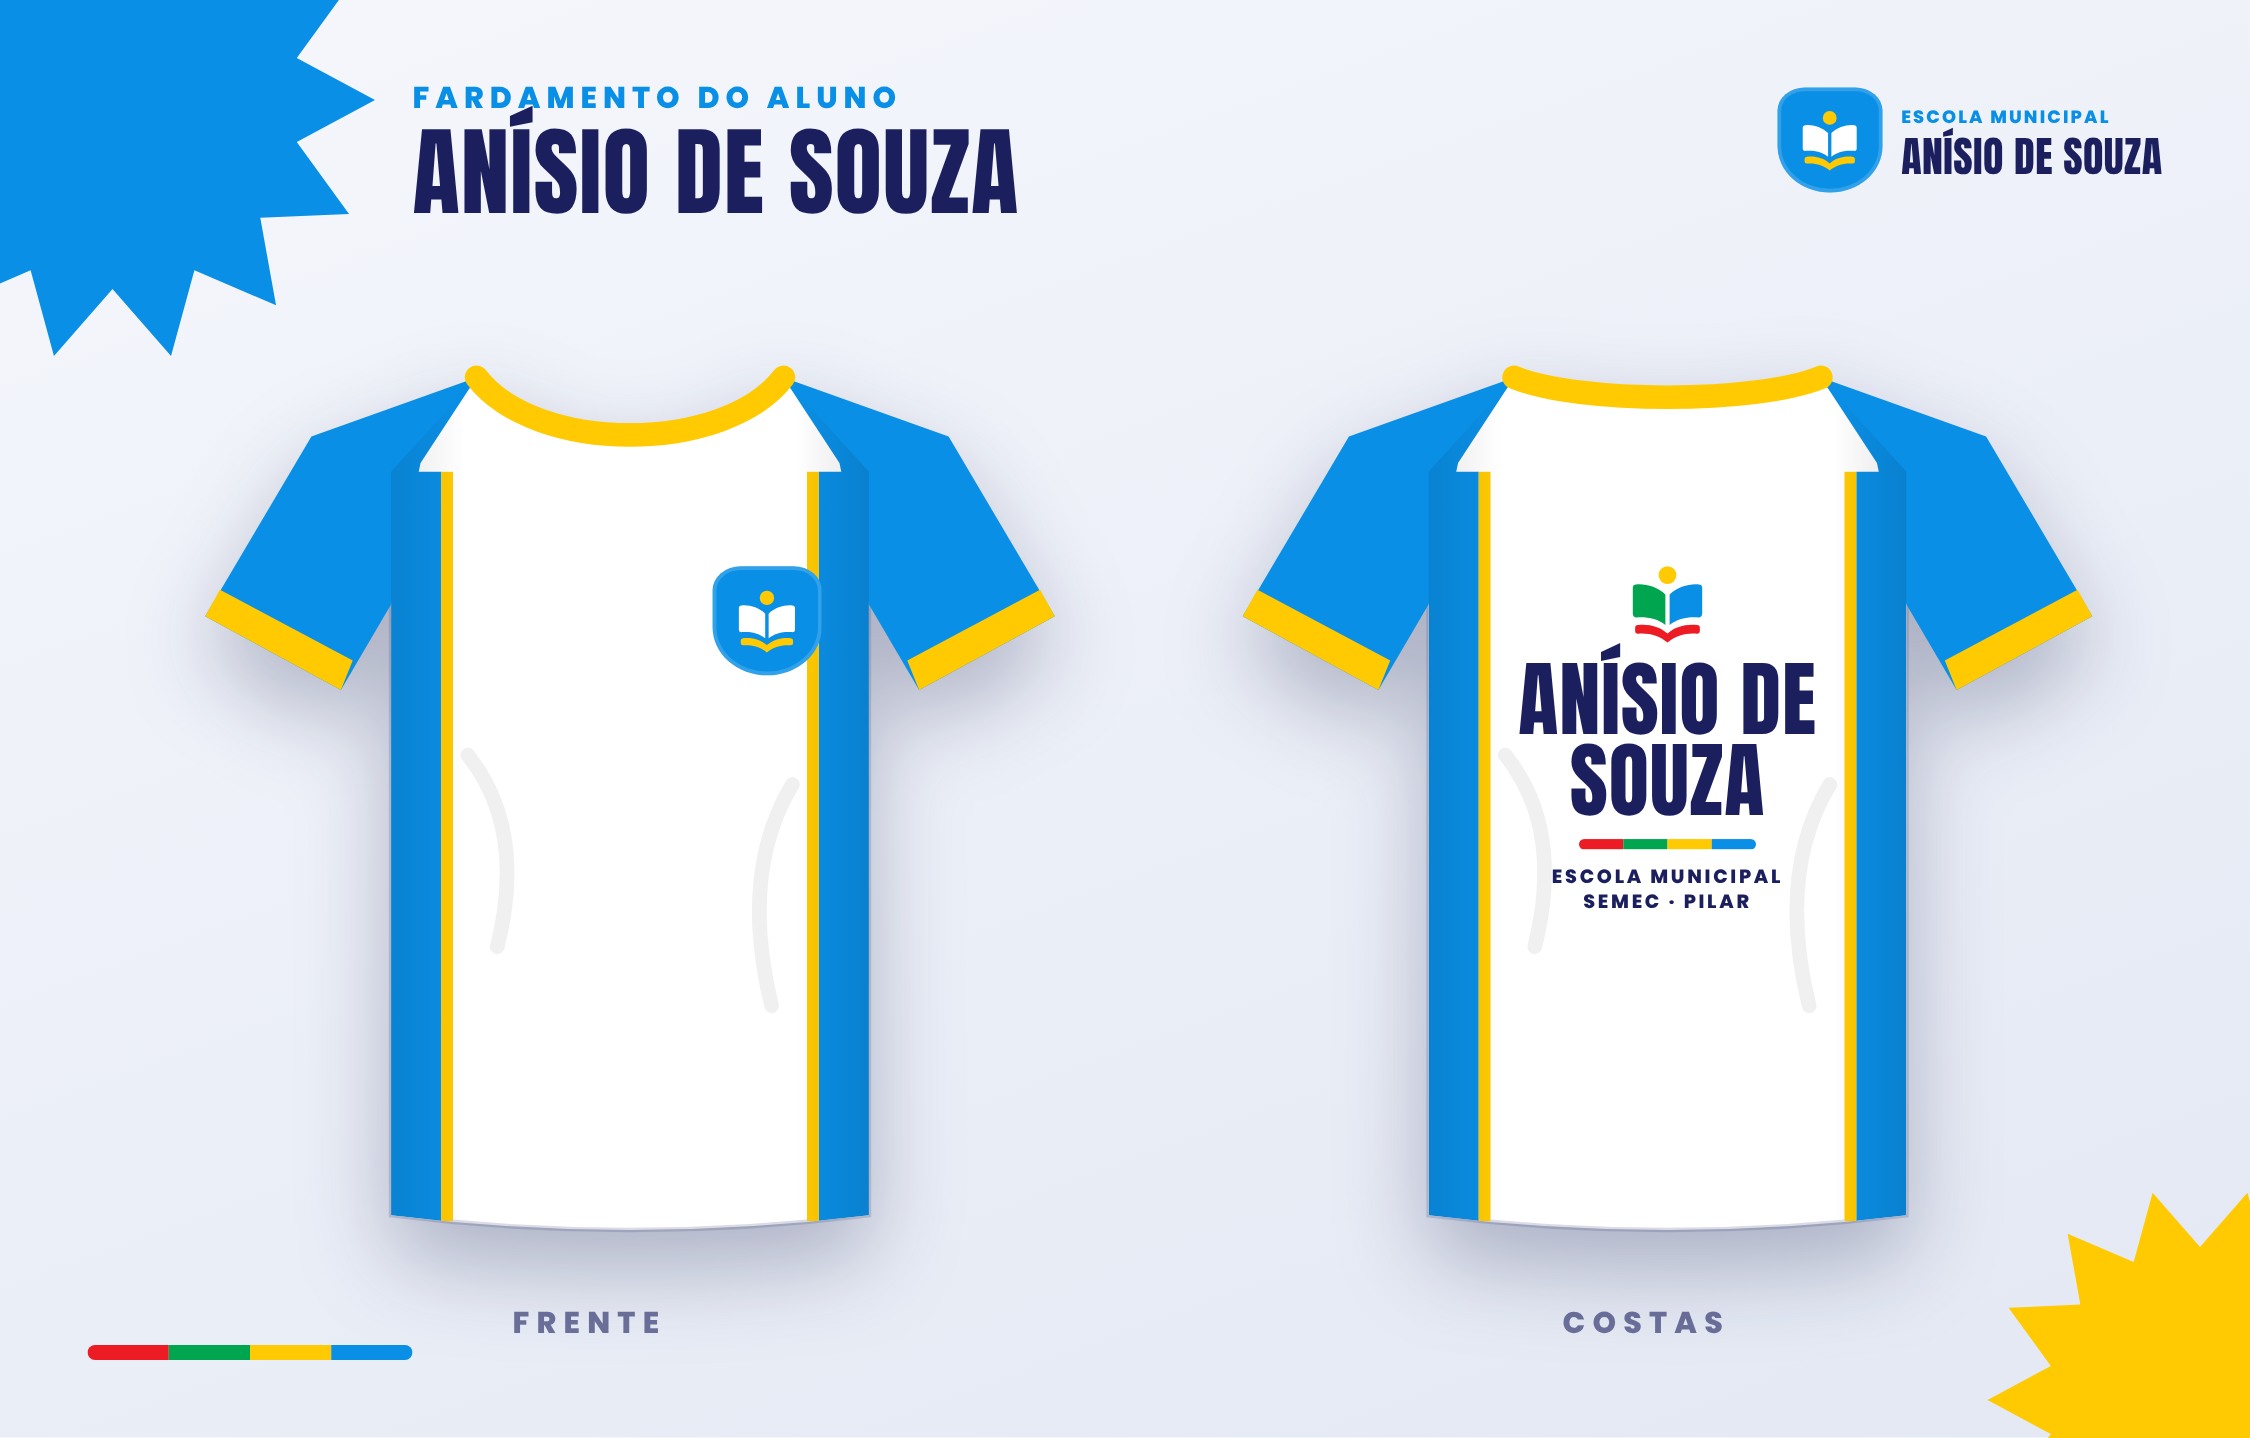 FARDAMENTO DO ALUNO
ANÍSIO DE SOUZA
ESCOLA MUNICIPAL
ANÍSIO DE SOUZA
ANÍSIO DE
SOUZA
ESCOLA MUNICIPAL
SEMEC · PILAR
FRENTE
COSTAS